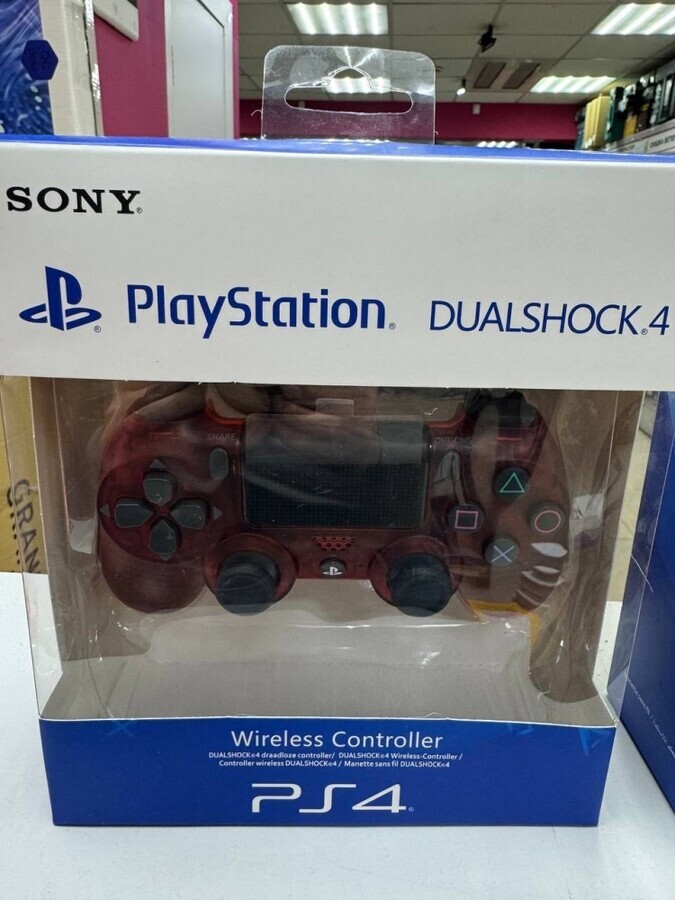 SONY®
PlayStation® DUALSHOCK®4
SHARE
OPTIONS
GRAN
Wireless Controller
DUALSHOCK®4 draadloze controller/ DUALSHOCK®4 Wireless-Controller /
Controller wireless DUALSHOCK®4 / Manette sans fil DUALSHOCK®4
PS4®